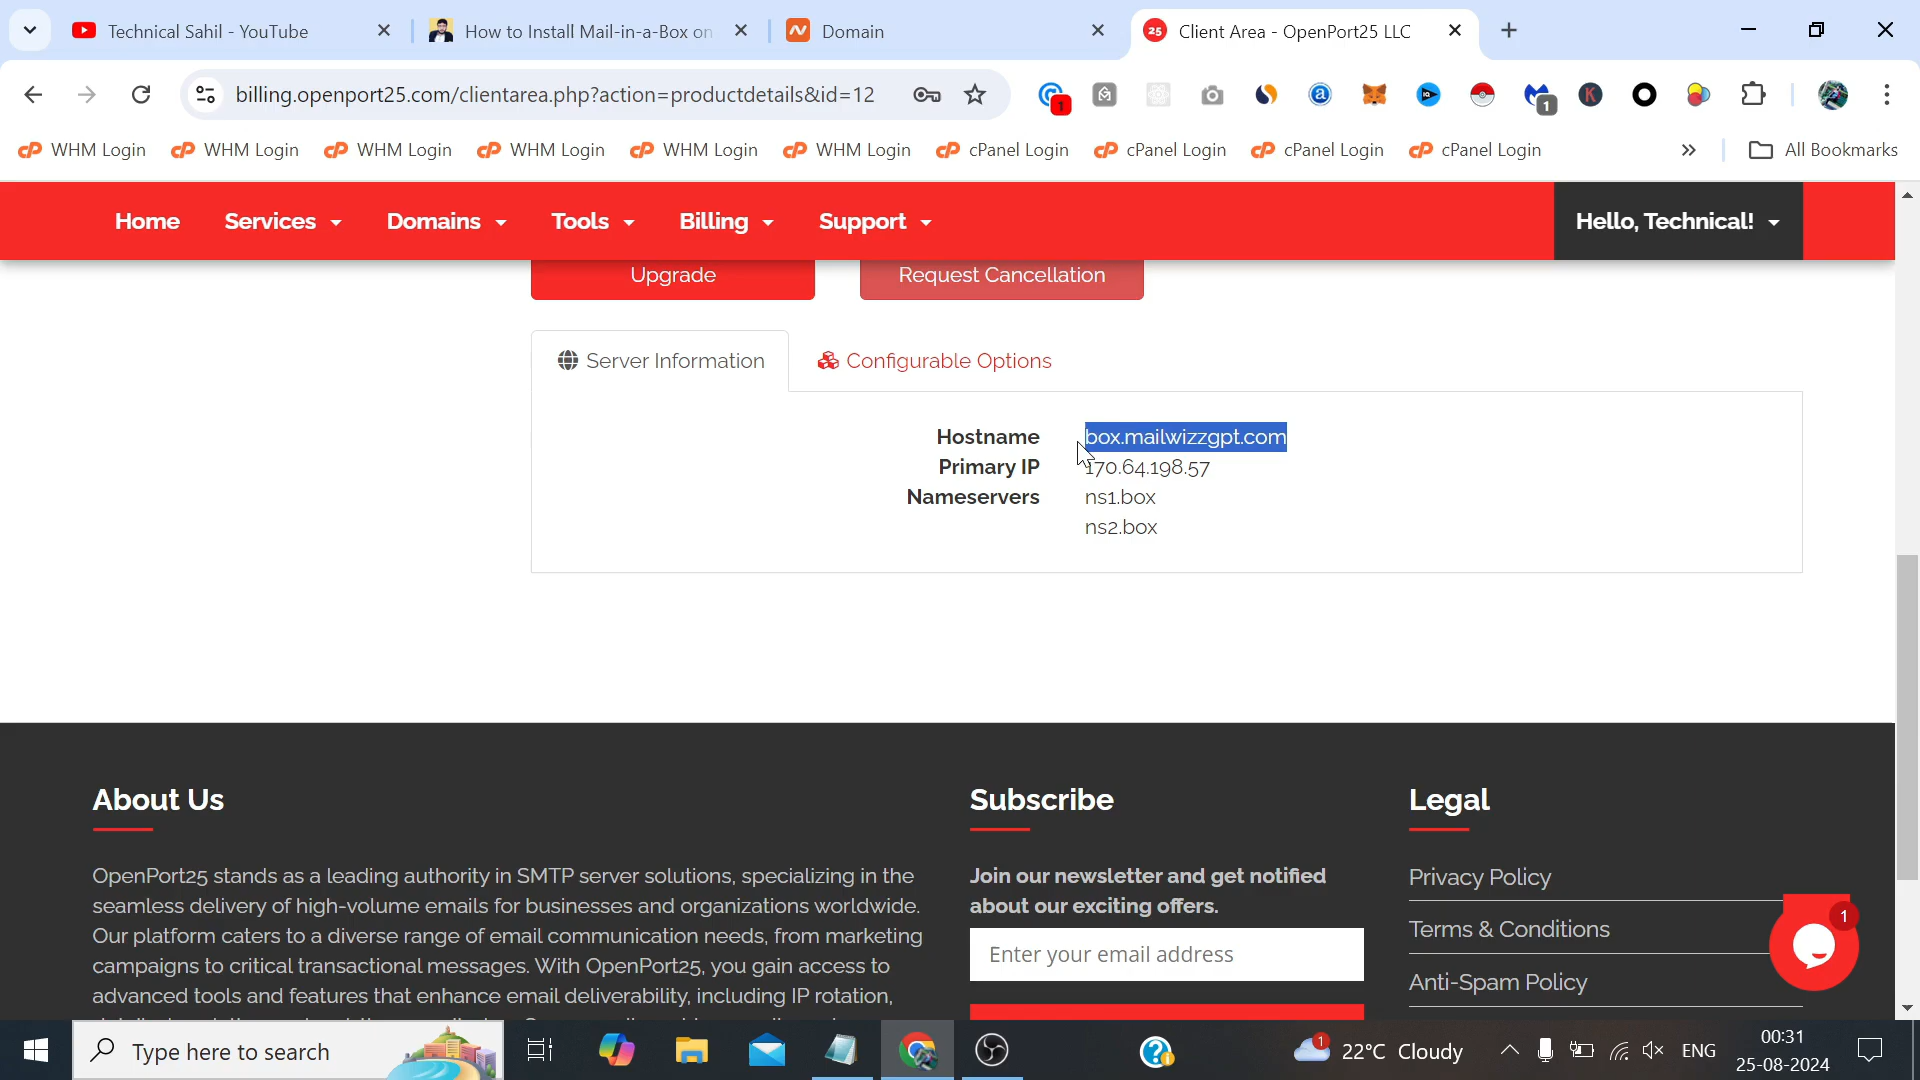 Technical Sahil - YouTube
How to Install Mail-in-a-Box on
Domain
25
Client Area - OpenPort25 LLC
billing.openport25.com/clientarea.php?action=productdetails&id=12
1
1
WHM Login
WHM Login
WHM Login
WHM Login
WHM Login
WHM Login
cPanel Login
cPanel Login
cPanel Login
cPanel Login
All Bookmarks
Home
Services
Domains
Tools
Billing
Support
Hello, Technical!
Upgrade
Request Cancellation
Server Information
Configurable Options
Hostname
box.mailwizzgpt.com
Primary IP
170.64.198.57
Nameservers
ns1.box
ns2.box
About Us
OpenPort25 stands as a leading authority in SMTP server solutions, specializing in the
seamless delivery of high-volume emails for businesses and organizations worldwide.
Our platform caters to a diverse range of email communication needs, from marketing
campaigns to critical transactional messages. With OpenPort25, you gain access to
advanced tools and features that enhance email deliverability, including IP rotation,
Subscribe
Join our newsletter and get notified
about our exciting offers.
Enter your email address
Legal
Privacy Policy
Terms & Conditions
Anti-Spam Policy
1
Type here to search
1
22°C Cloudy
ENG
00:31
25-08-2024